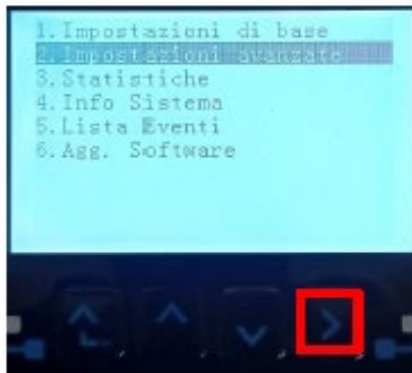 1.Impostazioni di base
2.Impostazioni avanzate
3.Statistiche
4.Info Sistema
5.Lista Eventi
6.Agg. Software